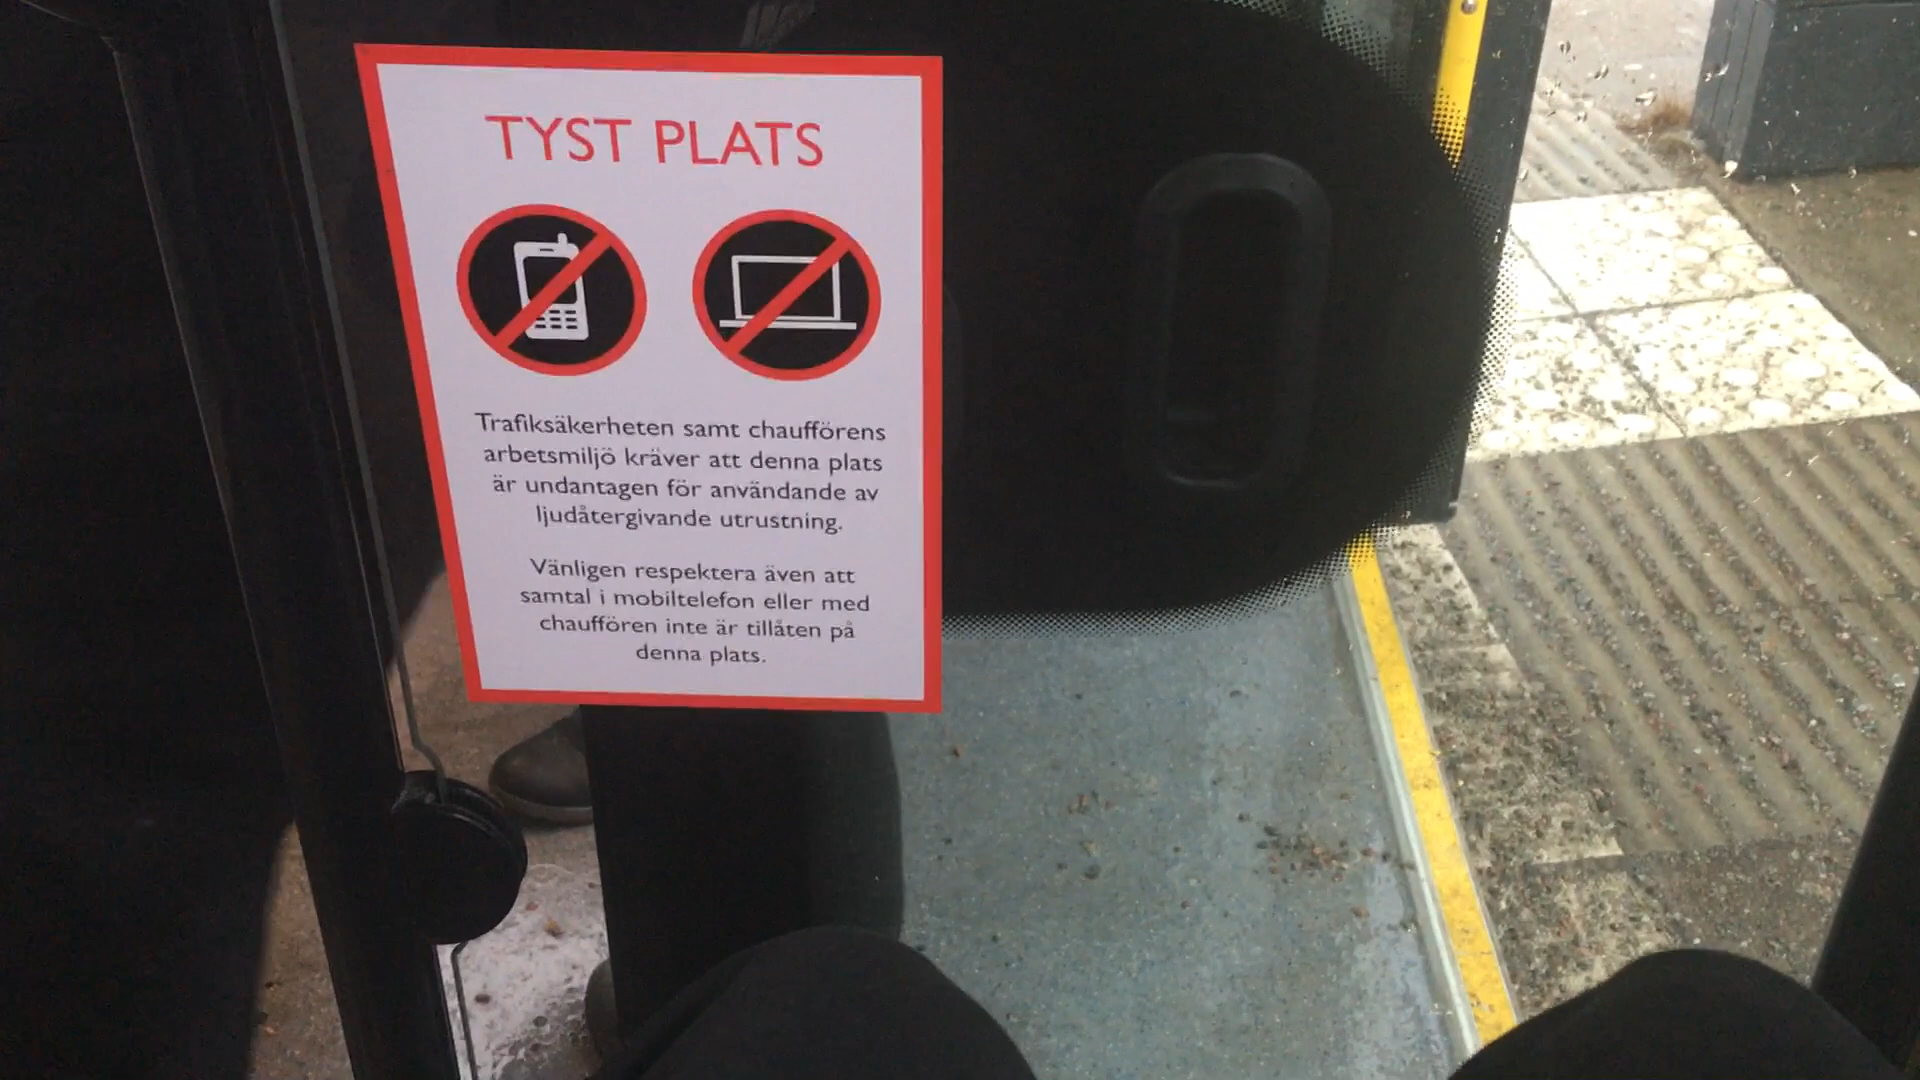 TYST PLATS
Trafiksäkerheten samt chaufförens
arbetsmiljö kräver att denna plats
är undantagen för användande av
ljudåtergivande utrustning.
Vänligen respektera även att
samtal i mobiltelefon eller med
chauffören inte är tillåten på
denna plats.